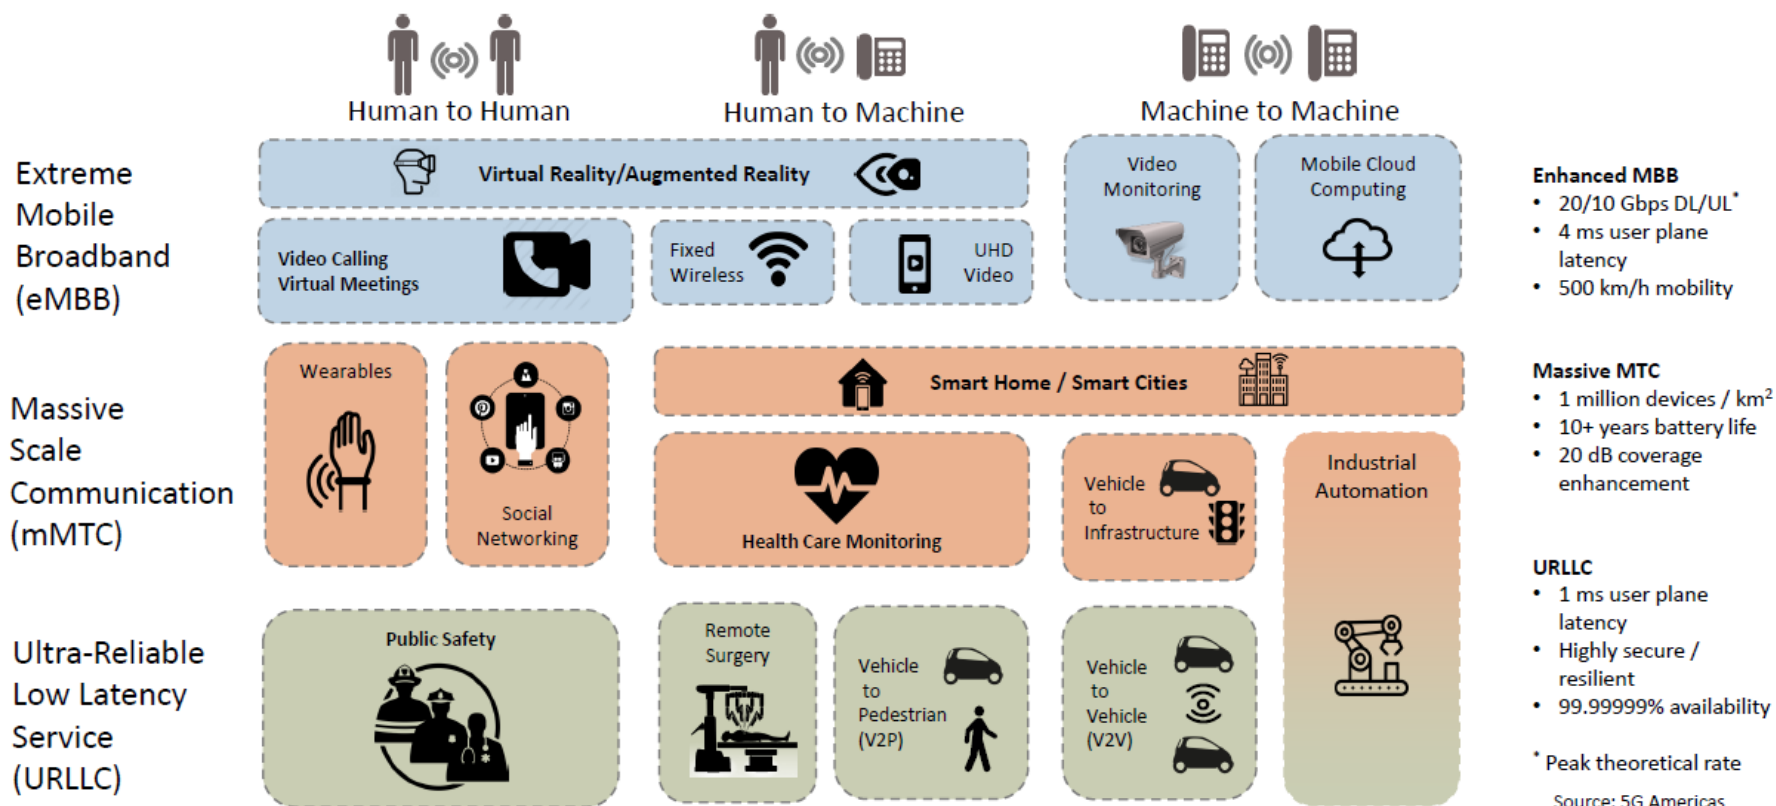 Human to Human
Human to Machine
Machine to Machine
Extreme
Mobile
Broadband
(eMBB)
Virtual Reality/Augmented Reality
Video Calling
Virtual Meetings
Fixed
Wireless
UHD
Video
Video
Monitoring
Mobile Cloud
Computing
Enhanced MBB
• 20/10 Gbps DL/UL*
• 4 ms user plane
latency
• 500 km/h mobility
Massive
Scale
Communication
(mMTC)
Wearables
Social
Networking
Smart Home / Smart Cities
Health Care Monitoring
Vehicle
to
Infrastructure
Industrial
Automation
Massive MTC
• 1 million devices / km²
• 10+ years battery life
• 20 dB coverage
enhancement
Ultra-Reliable
Low Latency
Service
(URLLC)
Public Safety
Remote
Surgery
Vehicle
to
Pedestrian
(V2P)
Vehicle
to
Vehicle
(V2V)
URLLC
• 1 ms user plane
latency
• Highly secure /
resilient
• 99.99999% availability
* Peak theoretical rate
Source: 5G Americas